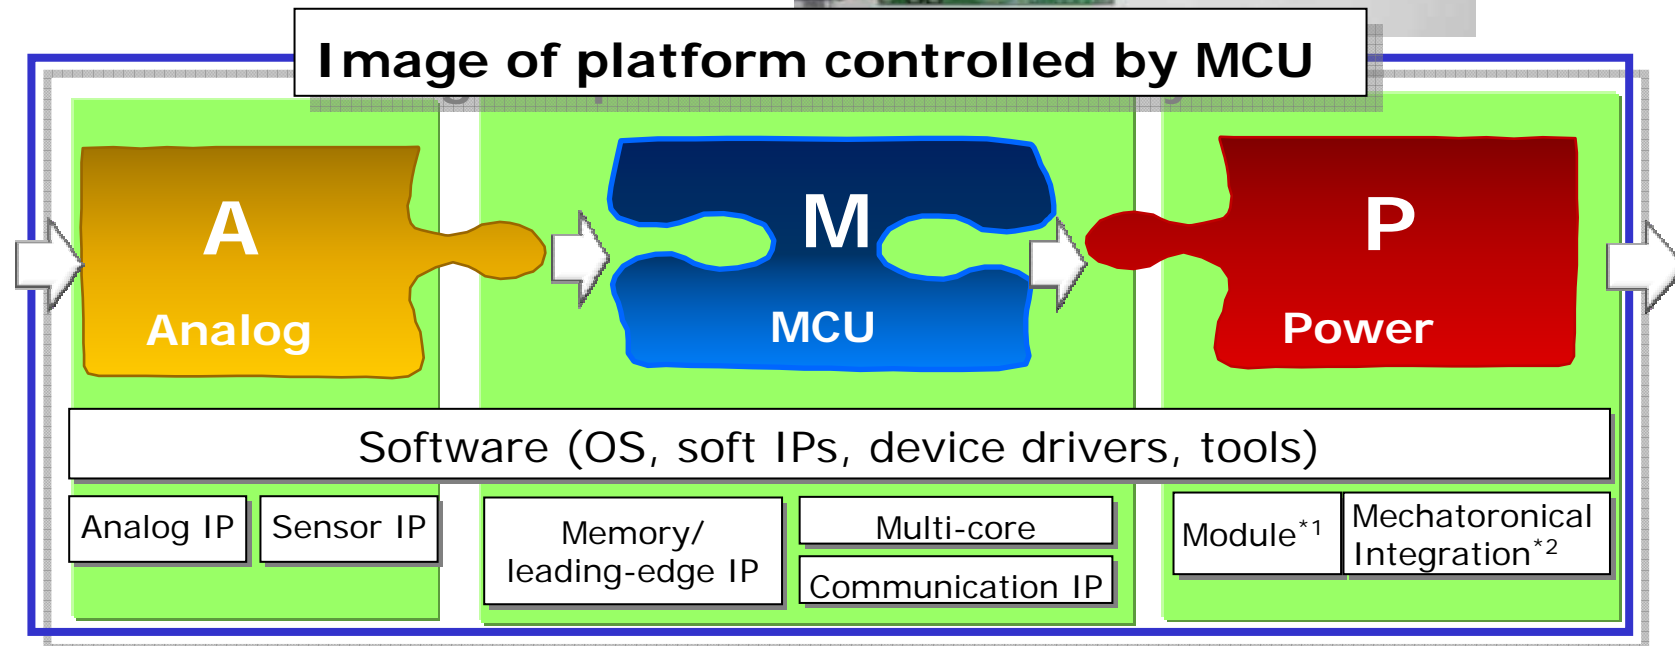 Image of platform controlled by MCU
A
Analog
M
MCU
P
Power
Software (OS, soft IPs, device drivers, tools)
Analog IP
Sensor IP
Memory/
leading-edge IP
Multi-core
Communication IP
Module*1
Mechatoronical
Integration*2